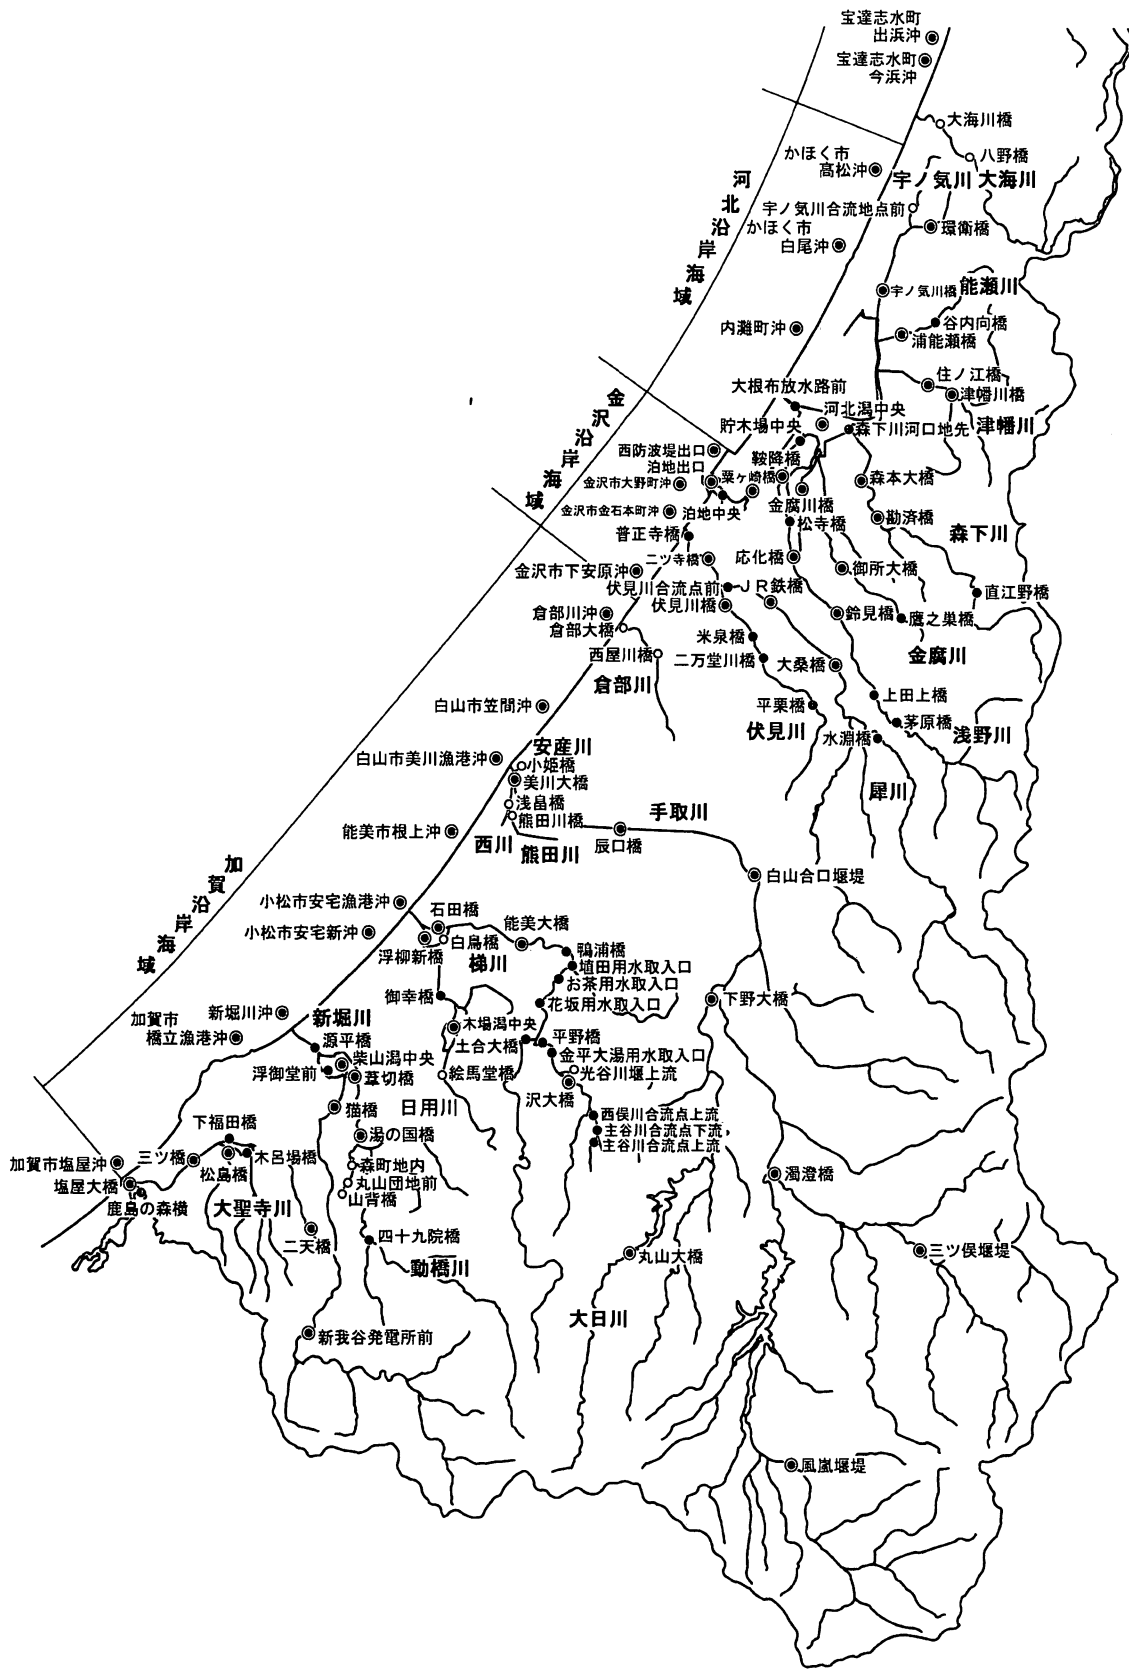 宝達志水町
出浜沖
宝達志水町
今浜沖
大海川橋
八野橋
かほく市
高松沖
宇ノ気川
大海川
宇ノ気川合流地点前
環衛橋
かほく市
白尾沖
河北沿岸海域
能瀬川
宇ノ気川橋
谷内向橋
浦能瀬橋
内灘町沖
住ノ江橋
津幡川橋
津幡川
大根布放水路前
河北潟中央
貯木場中央
森下川河口地先
金沢沿岸海域
西防波堤出口
泊地出口
鞍降橋
粟ヶ崎橋
金沢市大野町沖
森本大橋
金腐川橋
金沢市金石本町沖
泊地中央
松寺橋
勘済橋
森下川
普正寺橋
二ツ寺橋
応化橋
御所大橋
金沢市下安原沖
伏見川合流点前
JR鉄橋
直江野橋
伏見川橋
倉部川沖
倉部大橋
鈴見橋
鷹之巣橋
米泉橋
西屋川橋
二万堂川橋
大桑橋
金腐川
倉部川
上田上橋
白山市笠間沖
平栗橋
伏見川
茅原橋
水淵橋
浅野川
安産川
白山市美川漁港沖
小姫橋
美川大橋
犀川
浅畠橋
熊田川橋
手取川
能美市根上沖
西川
熊田川
辰口橋
白山合口堰堤
加賀沿岸海域
小松市安宅漁港沖
石田橋
能美大橋
小松市安宅新沖
白鳥橋
浮柳新橋
梯川
鴨浦橋
埴田用水取入口
お茶用水取入口
御幸橋
花坂用水取入口
下野大橋
新堀川沖
加賀市
橋立漁港沖
新堀川
木場潟中央
源平橋
土合大橋
平野橋
金平大湯用水取入口
柴山潟中央
浮御堂前
葦切橋
絵馬堂橋
光谷川堰上流
沢大橋
猫橋
日用川
西俣川合流点上流
下福田橋
湯の国橋
主谷川合流点下流
主谷川合流点上流
三ツ橋
木呂場橋
加賀市塩屋沖
松島橋
森町地内
塩屋大橋
丸山団地前
濁澄橋
山背橋
鹿島の森横
大聖寺川
二天橋
四十九院橋
丸山大橋
三ツ俣堰堤
動橋川
大日川
新我谷発電所前
風嵐堰堤